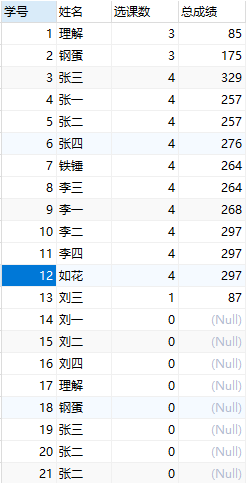 学号 姓名 选课数 总成绩
1 理解 3 85
2 钢蛋 3 175
3 张三 4 329
4 张一 4 257
5 张二 4 257
6 张四 4 276
7 铁锤 4 264
8 李三 4 264
9 李一 4 268
10 李二 4 297
11 李四 4 297
12 如花 4 297
13 刘三 1 87
14 刘一 0 (Null)
15 刘二 0 (Null)
16 刘四 0 (Null)
17 理解 0 (Null)
18 钢蛋 0 (Null)
19 张三 0 (Null)
20 张二 0 (Null)
21 张二 0 (Null)